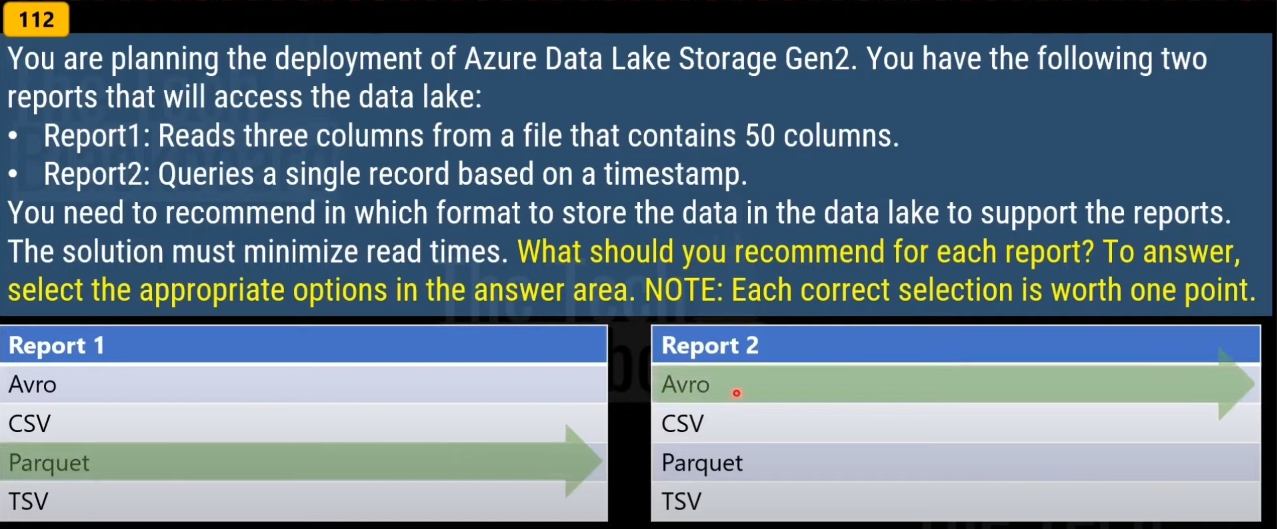 112
You are planning the deployment of Azure Data Lake Storage Gen2. You have the following two
reports that will access the data lake:
• Report1: Reads three columns from a file that contains 50 columns.
• Report2: Queries a single record based on a timestamp.
You need to recommend in which format to store the data in the data lake to support the reports.
The solution must minimize read times. What should you recommend for each report? To answer,
select the appropriate options in the answer area. NOTE: Each correct selection is worth one point.
Report 1
Avro
CSV
Parquet
TSV
Report 2
Avro
CSV
Parquet
TSV